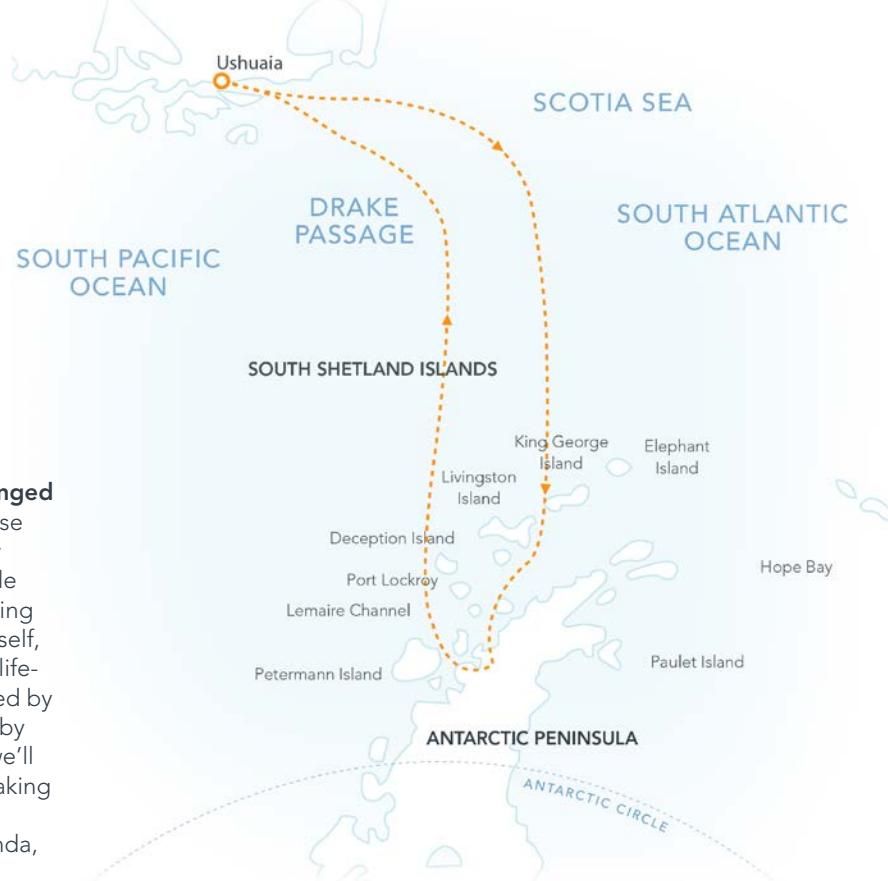 Ushuaia
SCOTIA SEA
DRAKE
PASSAGE
SOUTH ATLANTIC
OCEAN
SOUTH PACIFIC
OCEAN
SOUTH SHETLAND ISLANDS
King George
Island
Elephant
Island
Livingston
Island
Deception Island
Hope Bay
Port Lockroy
Lemaire Channel
Paulet Island
Petermann Island
ANTARCTIC PENINSULA
ANTARCTIC CIRCLE
by